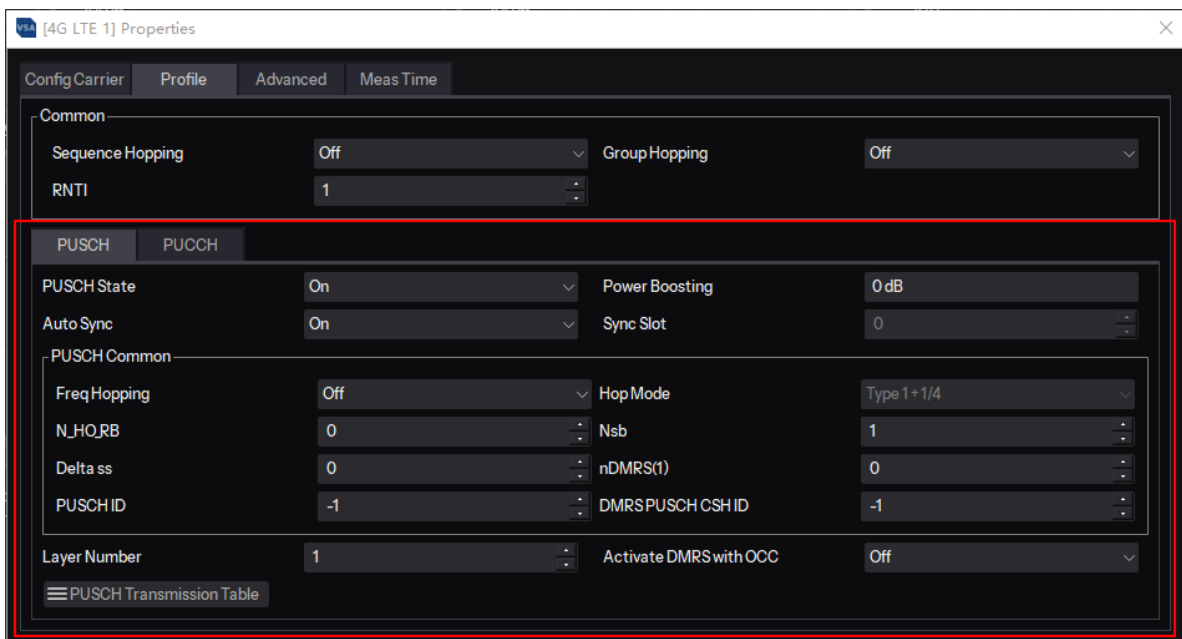 VSA [4G LTE 1] Properties
Config Carrier Profile Advanced Meas Time
Common
Sequence Hopping Off Group Hopping Off
RNTI 1
PUSCH PUCCH
PUSCH State On Power Boosting 0 dB
Auto Sync On Sync Slot 0
PUSCH Common
Freq Hopping Off Hop Mode Type 1+1/4
N_HO_RB 0 Nsb 1
Delta ss 0 nDMRS(1) 0
PUSCH ID -1 DMRS PUSCH CSH ID -1
Layer Number 1 Activate DMRS with OCC Off
PUSCH Transmission Table